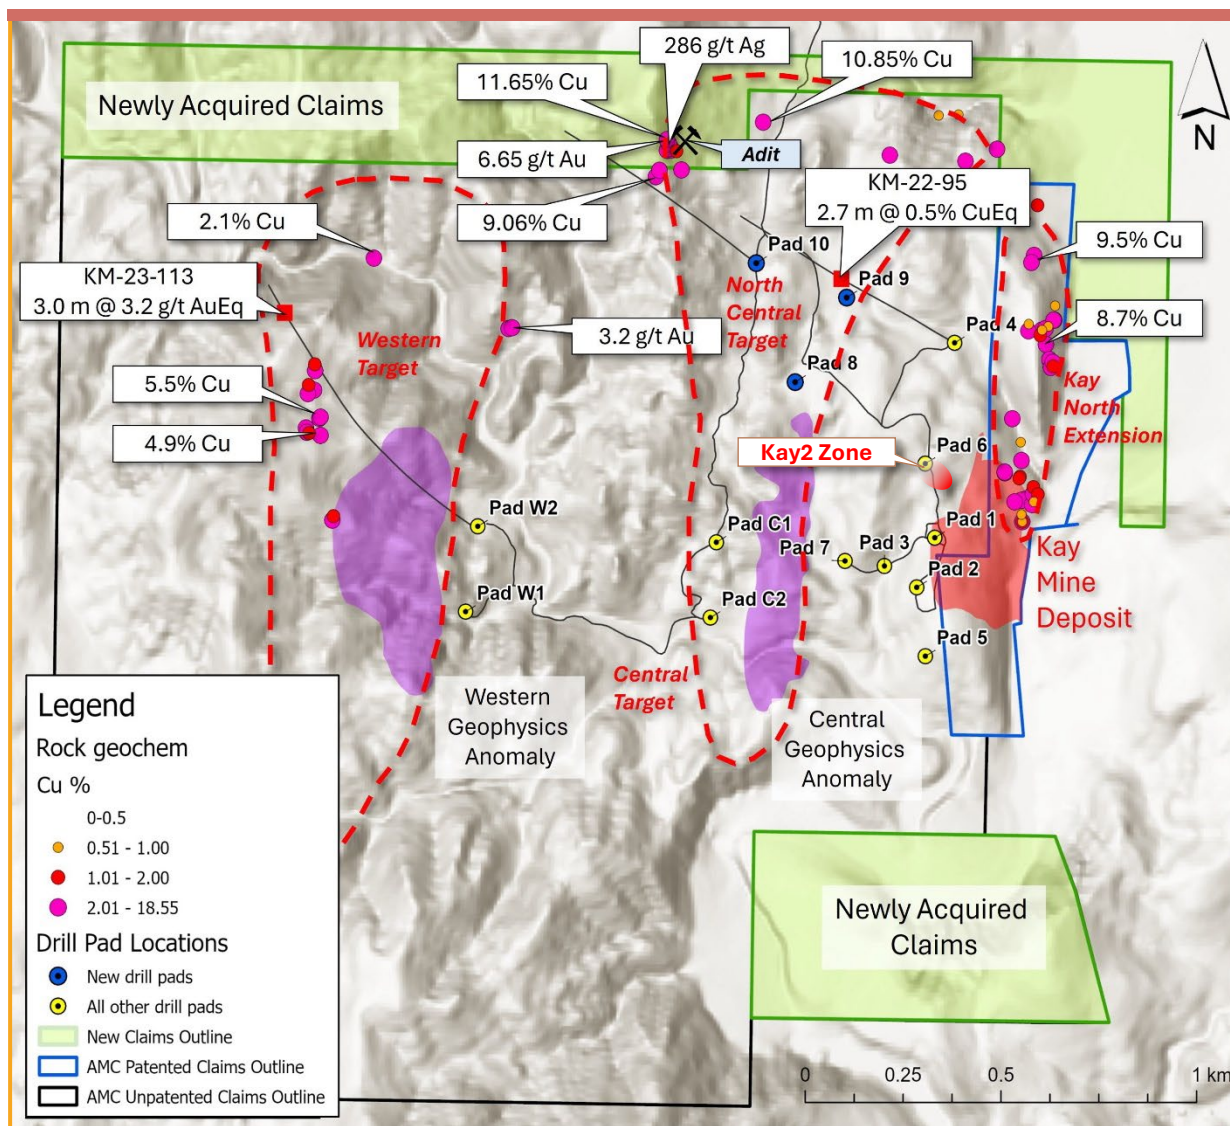 286 g/t Ag
11.65% Cu
10.85% Cu
Newly Acquired Claims
N
6.65 g/t Au
Adit
KM-22-95
2.7 m @ 0.5% CuEq
2.1% Cu
9.06% Cu
9.5% Cu
Pad 10
KM-23-113
3.0 m @ 3.2 g/t AuEq
North
Central
Target
Pad 9
Western
Target
3.2 g/t Au
Pad 4
8.7% Cu
Pad 8
5.5% Cu
Kay
North
Extension
4.9% Cu
Kay2 Zone
Pad 6
Pad W2
Pad C1
Pad 1
Pad 7
Pad 3
Kay
Mine
Deposit
Pad 2
Pad W1
Pad C2
Pad 5
Central
Target
Western
Geophysics
Anomaly
Central
Geophysics
Anomaly
Legend
Rock geochem
Cu %
0-0.5
0.51 - 1.00
1.01 - 2.00
2.01 - 18.55
Drill Pad Locations
New drill pads
All other drill pads
New Claims Outline
AMC Patented Claims Outline
AMC Unpatented Claims Outline
Newly Acquired
Claims
0 0.25 0.5 1 km